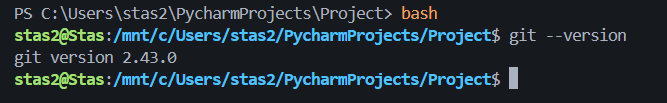 PS C:\Users\stas2\PycharmProjects\Project> bash
stas2@Stas:/mnt/c/Users/stas2/PycharmProjects/Project$ git --version
git version 2.43.0
stas2@Stas:/mnt/c/Users/stas2/PycharmProjects/Project$